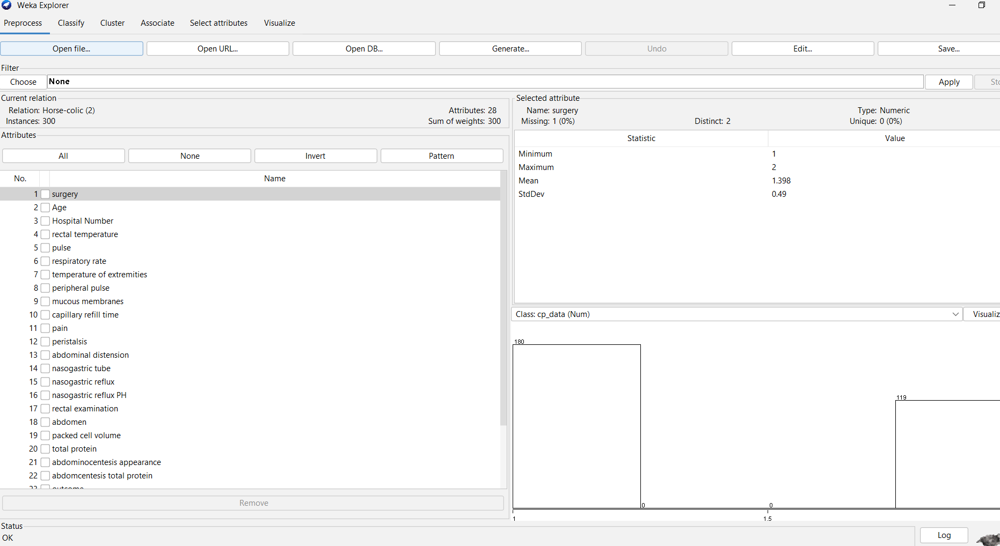 Weka Explorer
Preprocess Classify Cluster Associate Select attributes Visualize
Open file... Open URL... Open DB... Generate... Undo Edit... Save...
Filter
Choose None Apply Sto
Current relation
Relation: Horse-colic (2) Attributes: 28
Instances: 300 Sum of weights: 300
Attributes
All None Invert Pattern
No. Name
1 surgery
2 Age
3 Hospital Number
4 rectal temperature
5 pulse
6 respiratory rate
7 temperature of extremities
8 peripheral pulse
9 mucous membranes
10 capillary refill time
11 pain
12 peristalsis
13 abdominal distension
14 nasogastric tube
15 nasogastric reflux
16 nasogastric reflux PH
17 rectal examination
18 abdomen
19 packed cell volume
20 total protein
21 abdominocentesis appearance
22 abdomcentesis total protein
23 outcome
Remove
Selected attribute
Name: surgery Type: Numeric
Missing: 1 (0%) Distinct: 2 Unique: 0 (0%)
Statistic Value
Minimum 1
Maximum 2
Mean 1.398
StdDev 0.49
Class: cp_data (Num) Visualiz
180
119
0 0
1 1.5
Status
OK
Log